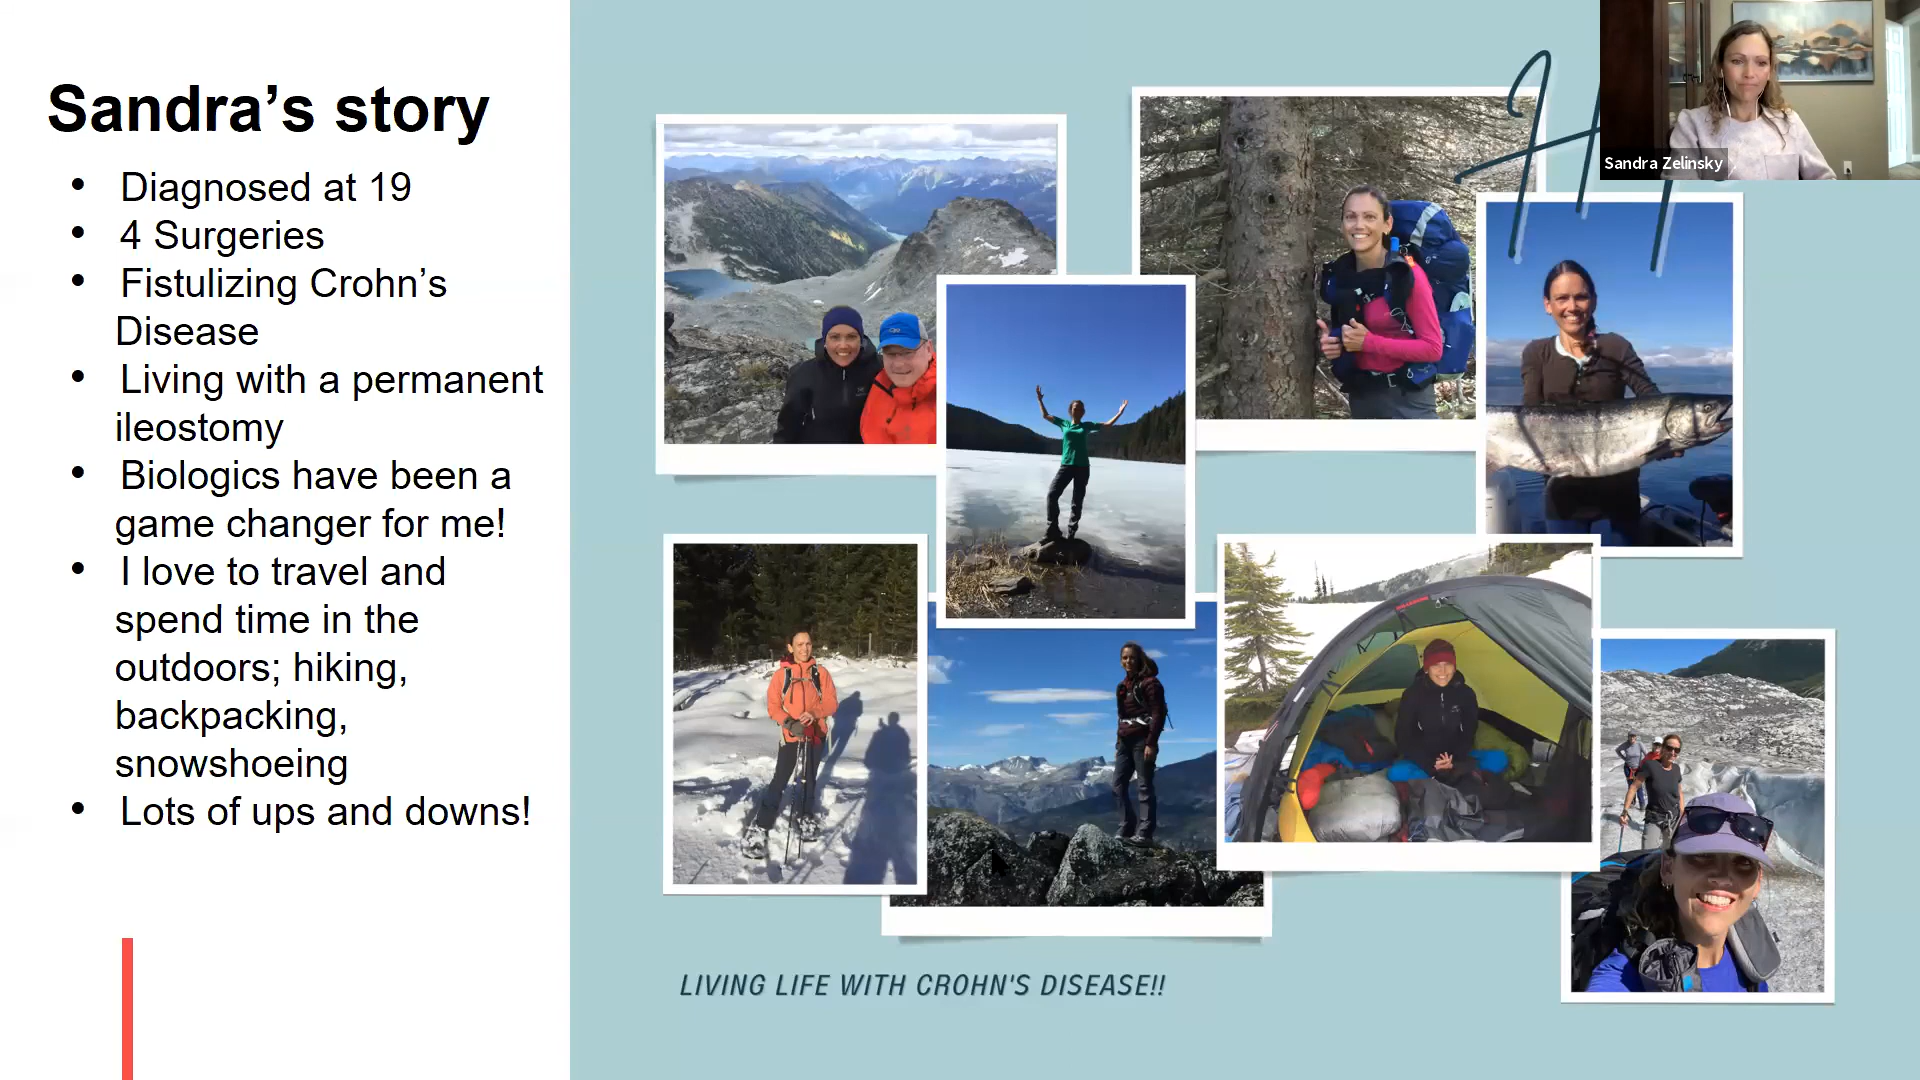 Sandra’s story
• Diagnosed at 19
• 4 Surgeries
• Fistulizing Crohn’s
Disease
• Living with a permanent
ileostomy
• Biologics have been a
game changer for me!
• I love to travel and
spend time in the
outdoors; hiking,
backpacking,
snowshoeing
• Lots of ups and downs!
Sandra Zelinsky
LIVING LIFE WITH CROHN'S DISEASE!!